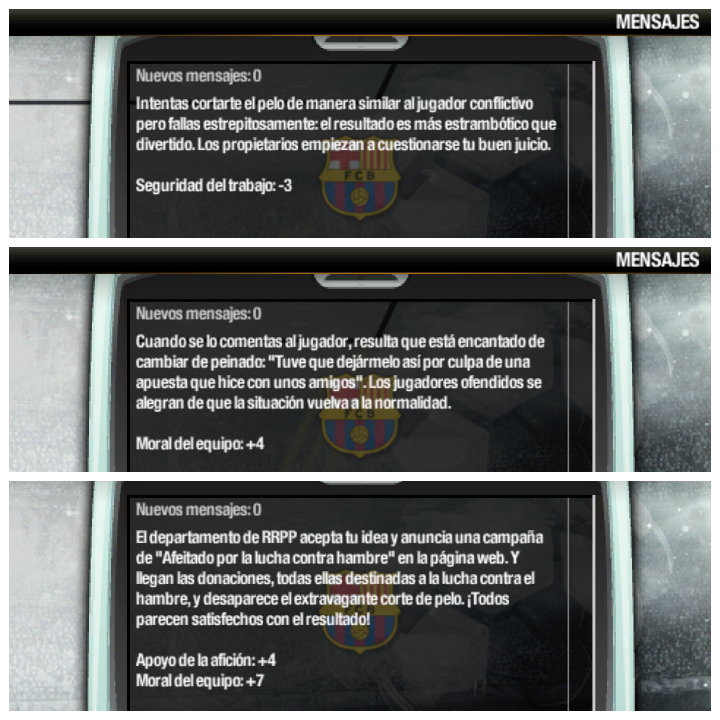 MENSAJES
Nuevos mensajes: 0
Intentas cortarte el pelo de manera similar al jugador conflictivo
pero fallas estrepitosamente: el resultado es más estrambótico que
divertido. Los propietarios empiezan a cuestionarse tu buen juicio.
FCB
Seguridad del trabajo: -3
MENSAJES
Nuevos mensajes: 0
Cuando se lo comentas al jugador, resulta que está encantado de
cambiar de peinado: "Tuve que dejármelo así por culpa de una
apuesta que hice con unos amigos". Los jugadores ofendidos se
alegran de que la situación vuelva a la normalidad.
FCB
Moral del equipo: +4
Nuevos mensajes: 0
El departamento de RRPP acepta tu idea y anuncia una campaña
de "Afeitado por la lucha contra hambre" en la página web. Y
llegan las donaciones, todas ellas destinadas a la lucha contra el
hambre, y desaparece el extravagante corte de pelo. ¡Todos
parecen satisfechos con el resultado!
Apoyo de la afición: +4
Moral del equipo: +7